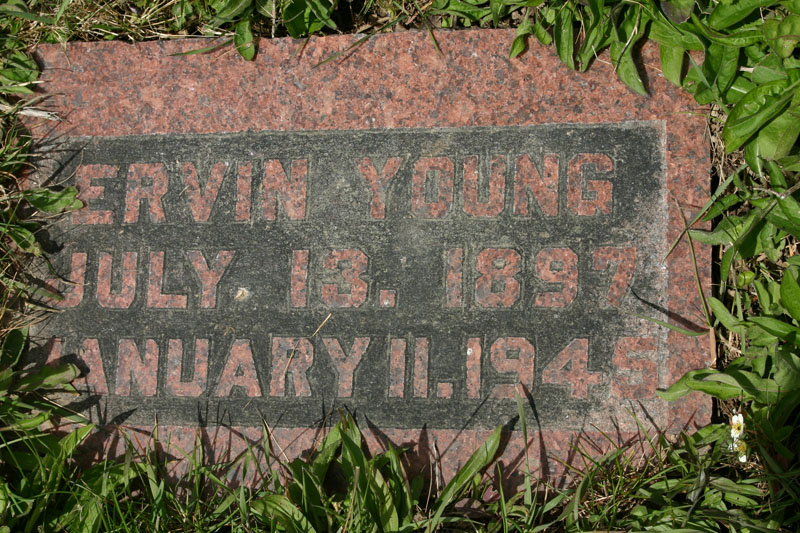 ERVIN YOUNG
JULY. 13. 1897
JANUARY 11. 1945